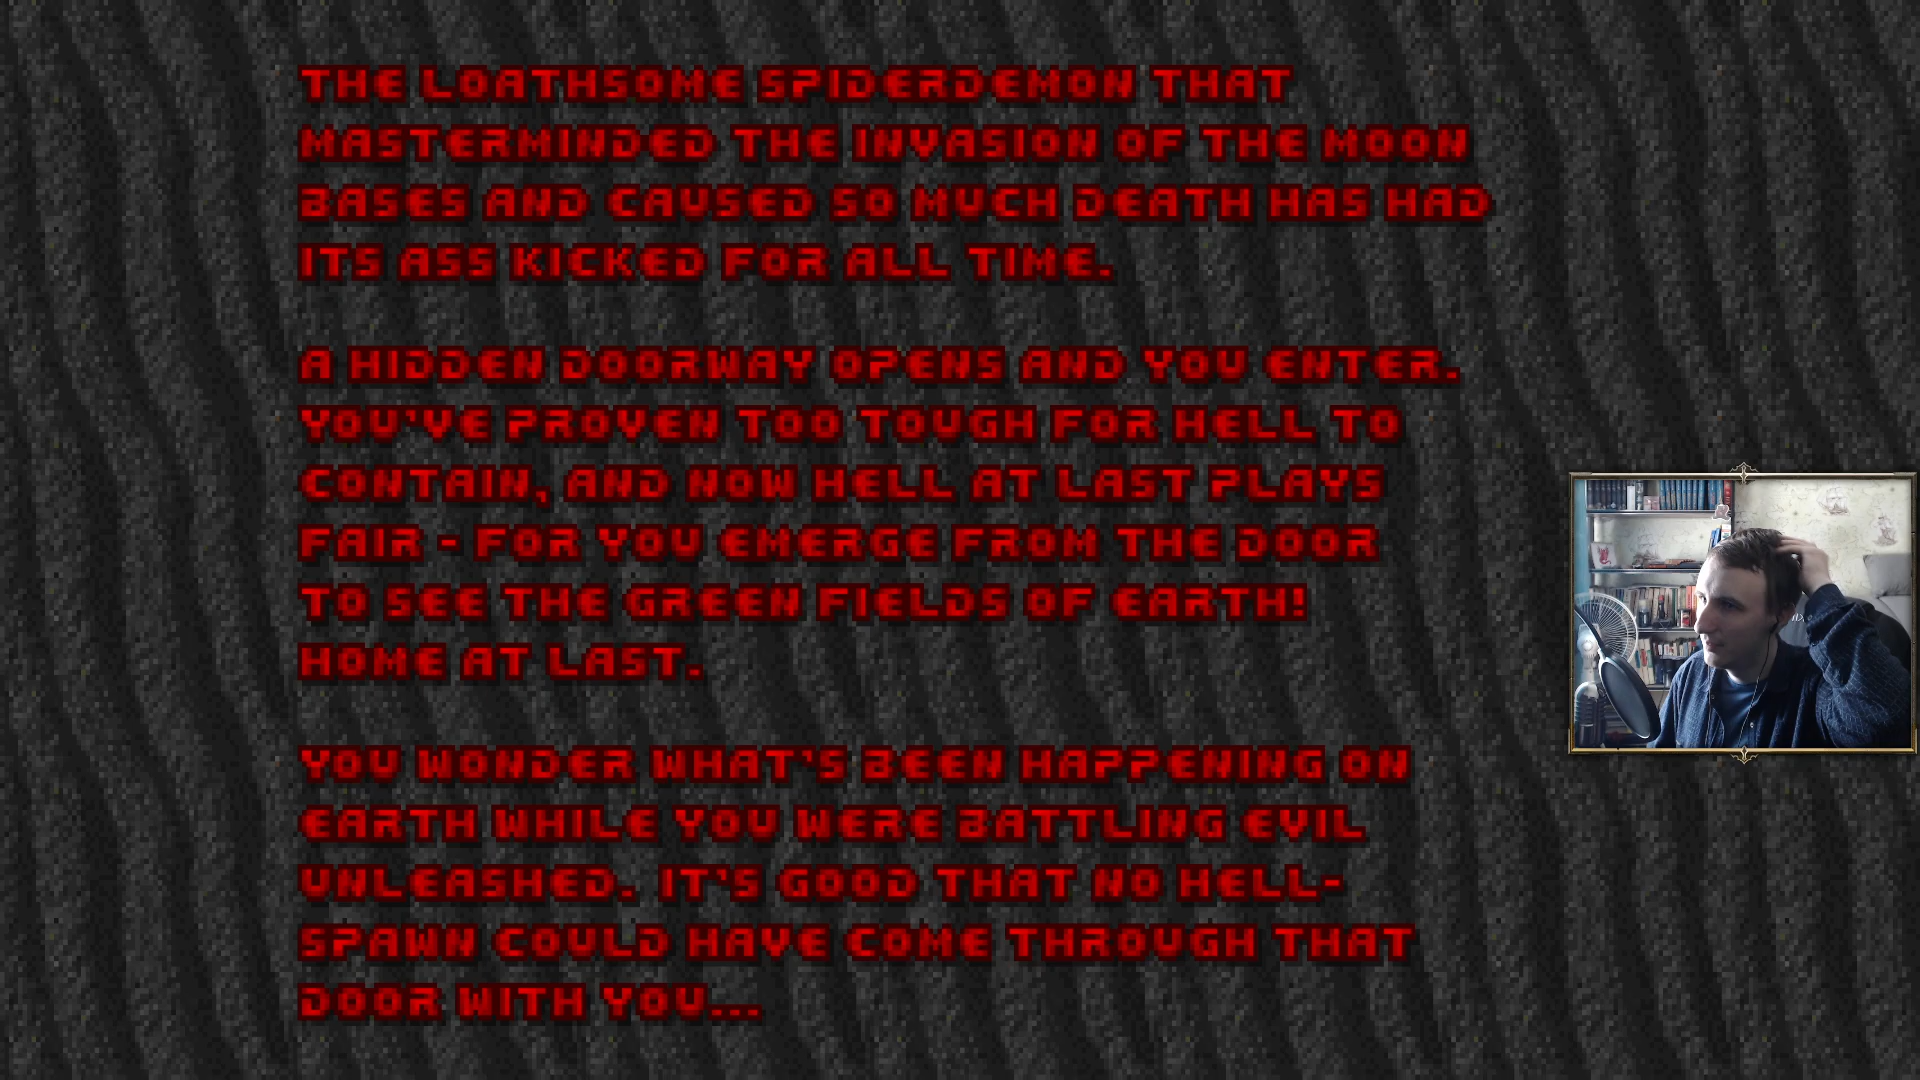 THE LOATHSOME SPIDERDEMON THAT
MASTERMINDED THE INVASION OF THE MOON
BASES AND CAUSED SO MUCH DEATH HAS HAD
ITS ASS KICKED FOR ALL TIME.
A HIDDEN DOORWAY OPENS AND YOU ENTER.
YOU'VE PROVEN TOO TOUGH FOR HELL TO
CONTAIN, AND NOW HELL AT LAST PLAYS
FAIR - FOR YOU EMERGE FROM THE DOOR
TO SEE THE GREEN FIELDS OF EARTH!
HOME AT LAST.
YOU WONDER WHAT'S BEEN HAPPENING ON
EARTH WHILE YOU WERE BATTLING EVIL
UNLEASHED. IT'S GOOD THAT NO HELL-
SPAWN COULD HAVE COME THROUGH THAT
DOOR WITH YOU...